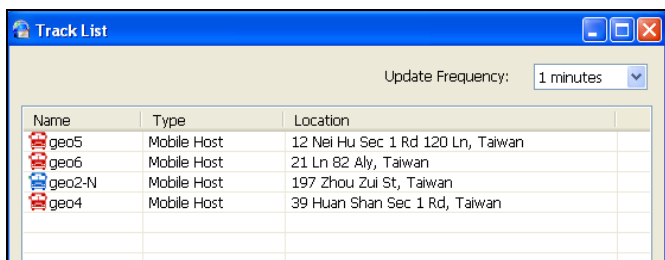 Track List
Update Frequency: 1 minutes
Name Type Location
geo5 Mobile Host 12 Nei Hu Sec 1 Rd 120 Ln, Taiwan
geo6 Mobile Host 21 Ln 82 Aly, Taiwan
geo2-N Mobile Host 197 Zhou Zui St, Taiwan
geo4 Mobile Host 39 Huan Shan Sec 1 Rd, Taiwan